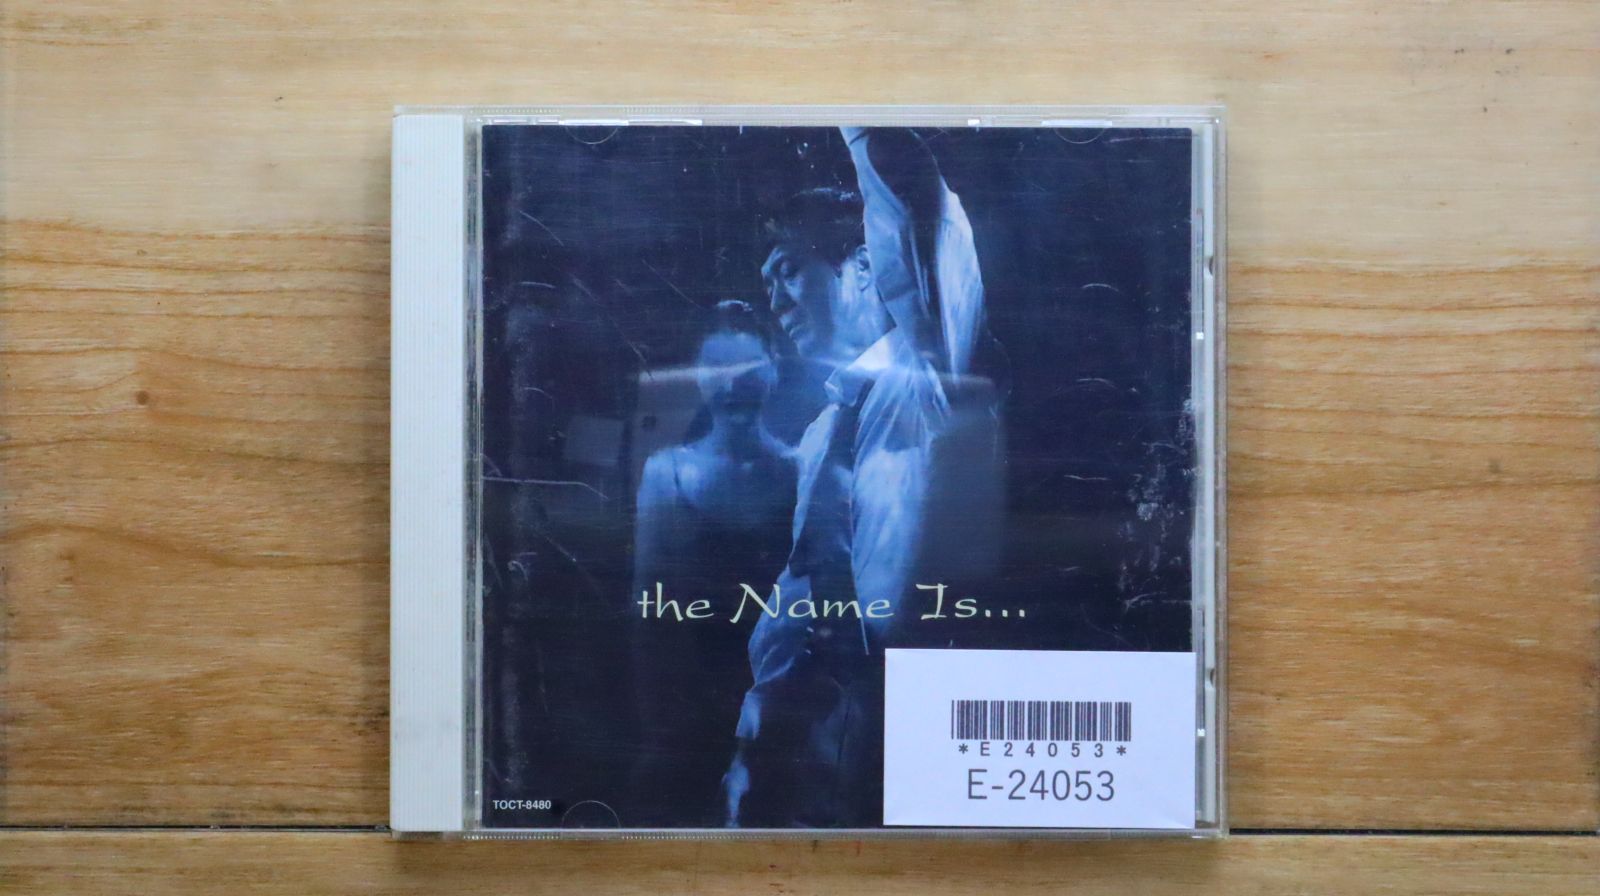 the Name Is...
TOCT-8480
*E24053*
E-24053